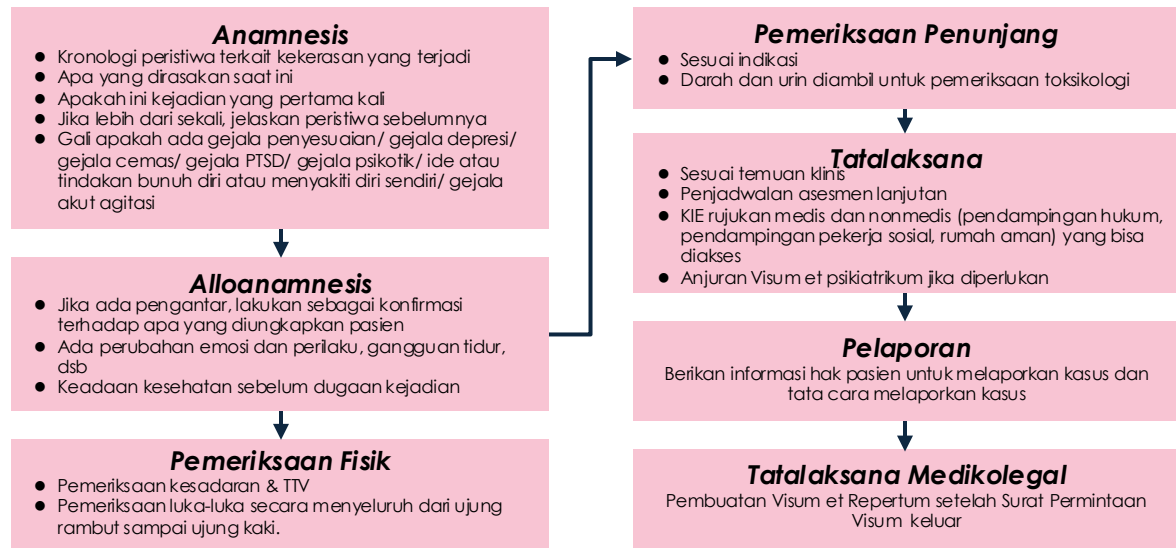 Anamnesis
● Kronologi peristiwa terkait kekerasan yang terjadi
● Apa yang dirasakan saat ini
● Apakah ini kejadian yang pertama kali
● Jika lebih dari sekali, jelaskan peristiwa sebelumnya
● Gali apakah ada gejala penyesuaian/ gejala depresi/
gejala cemas/ gejala PTSD/ gejala psikotik/ ide atau
tindakan bunuh diri atau menyakiti diri sendiri/ gejala
akut agitasi
Alloanamnesis
● Jika ada pengantar, lakukan sebagai konfirmasi
terhadap apa yang diungkapkan pasien
● Ada perubahan emosi dan perilaku, gangguan tidur,
dsb
● Keadaan kesehatan sebelum dugaan kejadian
Pemeriksaan Fisik
● Pemeriksaan kesadaran & TTV
● Pemeriksaan luka-luka secara menyeluruh dari ujung
rambut sampai ujung kaki.
Pemeriksaan Penunjang
● Sesuai indikasi
● Darah dan urin diambil untuk pemeriksaan toksikologi
Tatalaksana
● Sesuai temuan klinis
● Penjadwalan asesmen lanjutan
● KIE rujukan medis dan nonmedis (pendampingan hukum,
pendampingan pekerja sosial, rumah aman) yang bisa
diakses
● Anjuran Visum et psikiatrikum jika diperlukan
Pelaporan
Berikan informasi hak pasien untuk melaporkan kasus dan
tata cara melaporkan kasus
Tatalaksana Medikolegal
Pembuatan Visum et Repertum setelah Surat Permintaan
Visum keluar